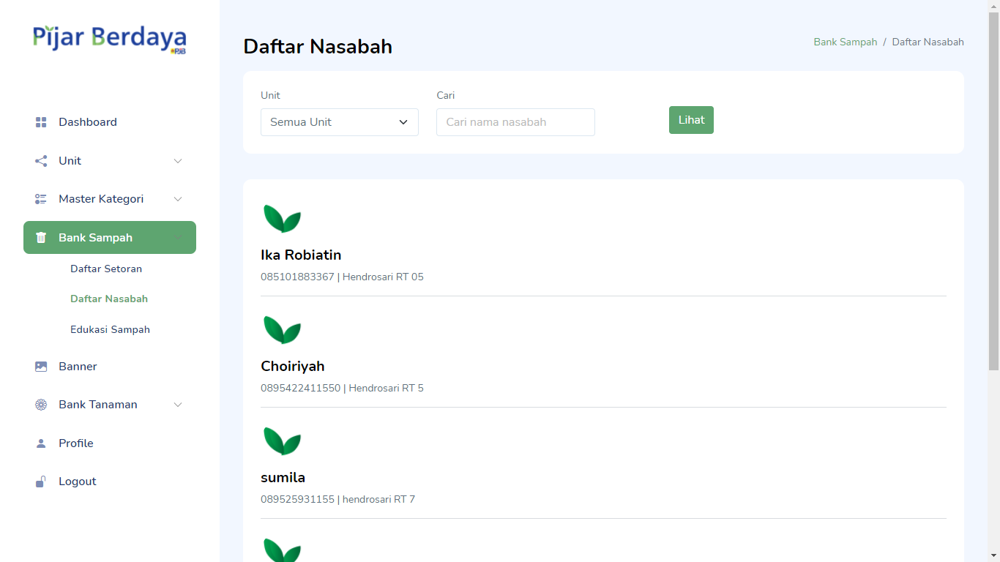 Pijar Berdaya
PJB
Dashboard
Unit
Master Kategori
Bank Sampah
Daftar Setoran
Daftar Nasabah
Edukasi Sampah
Banner
Bank Tanaman
Profile
Logout
Daftar Nasabah
Bank Sampah / Daftar Nasabah
Unit
Cari
Semua Unit
Cari nama nasabah
Lihat
Ika Robiatin
085101883367 | Hendrosari RT 05
Choiriyah
0895422411550 | Hendrosari RT 5
sumila
089525931155 | hendrosari RT 7